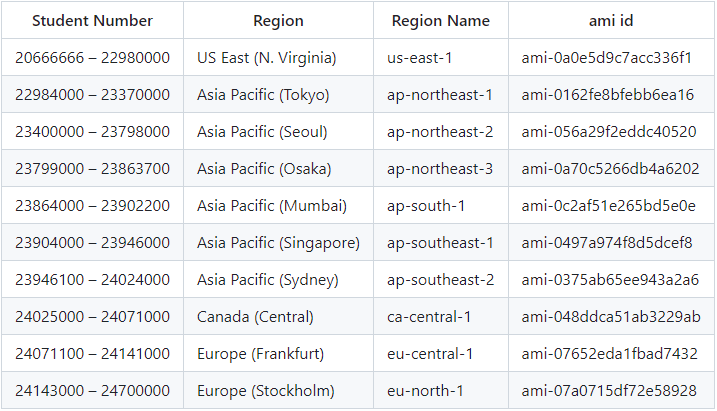 Student Number Region Region Name ami id
20666666 – 22980000 US East (N. Virginia) us-east-1 ami-0a0e5d9c7acc336f1
22984000 – 23370000 Asia Pacific (Tokyo) ap-northeast-1 ami-0162fe8bfebb6ea16
23400000 – 23798000 Asia Pacific (Seoul) ap-northeast-2 ami-056a29f2eddc40520
23799000 – 23863700 Asia Pacific (Osaka) ap-northeast-3 ami-0a70c5266db4a6202
23864000 – 23902200 Asia Pacific (Mumbai) ap-south-1 ami-0c2af51e265bd5e0e
23904000 – 23946000 Asia Pacific (Singapore) ap-southeast-1 ami-0497a974f8d5dcef8
23946100 – 24024000 Asia Pacific (Sydney) ap-southeast-2 ami-0375ab65ee943a2a6
24025000 – 24071000 Canada (Central) ca-central-1 ami-048ddca51ab3229ab
24071100 – 24141000 Europe (Frankfurt) eu-central-1 ami-07652eda1fbad7432
24143000 – 24700000 Europe (Stockholm) eu-north-1 ami-07a0715df72e58928